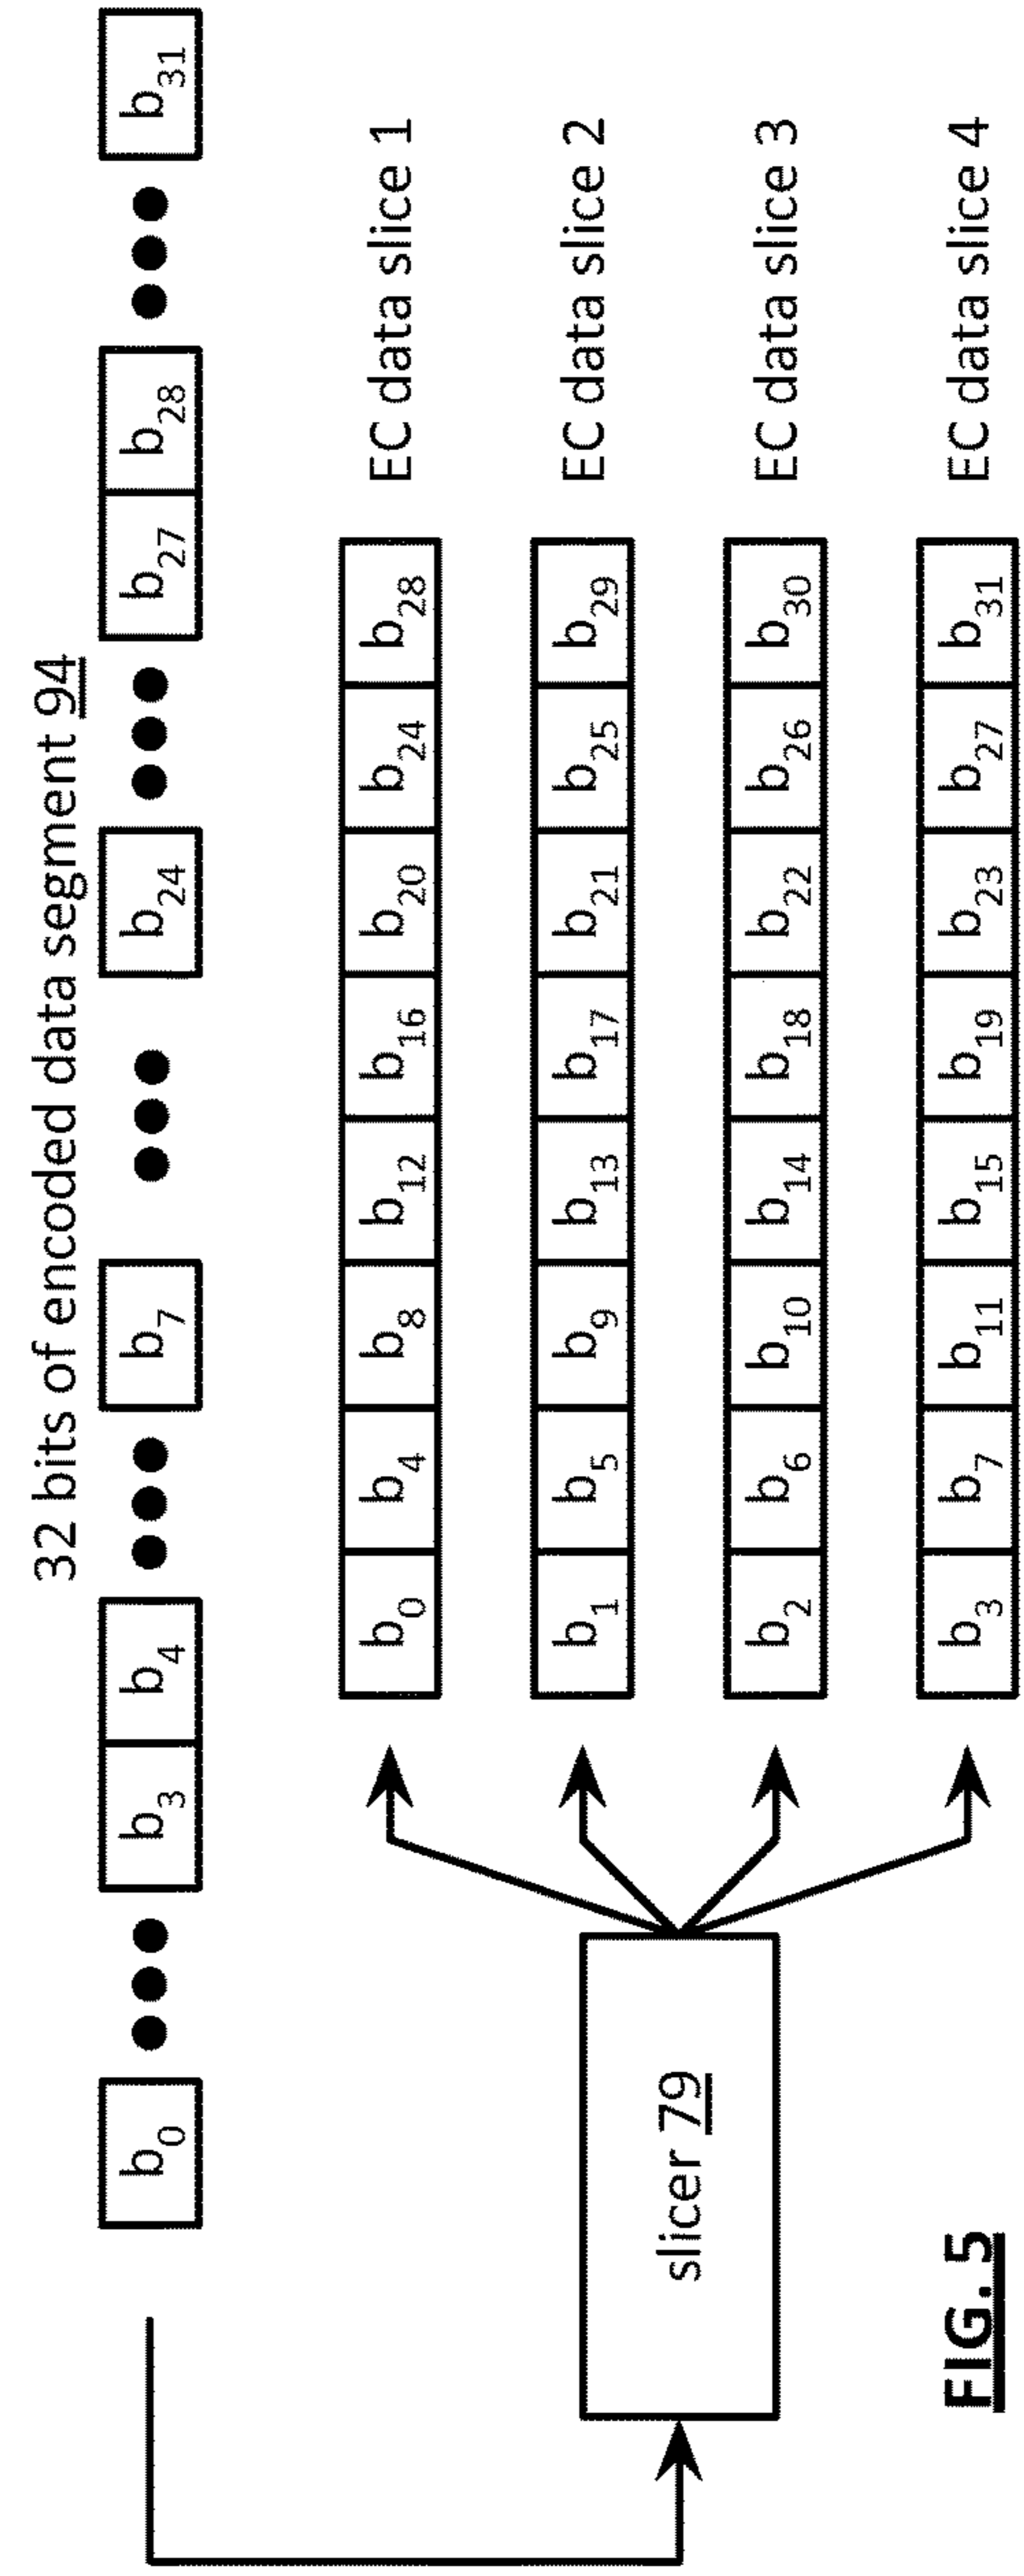 32 bits of encoded data segment 94
b0 ●●● b3 b4 ●●● b7 ●●● b24 ●●● b27 b28 ●●● b31
b0 b4 b8 b12 b16 b20 b24 b28 EC data slice 1
b1 b5 b9 b13 b17 b21 b25 b29 EC data slice 2
slicer 79
b2 b6 b10 b14 b18 b22 b26 b30 EC data slice 3
b3 b7 b11 b15 b19 b23 b27 b31 EC data slice 4
FIG. 5